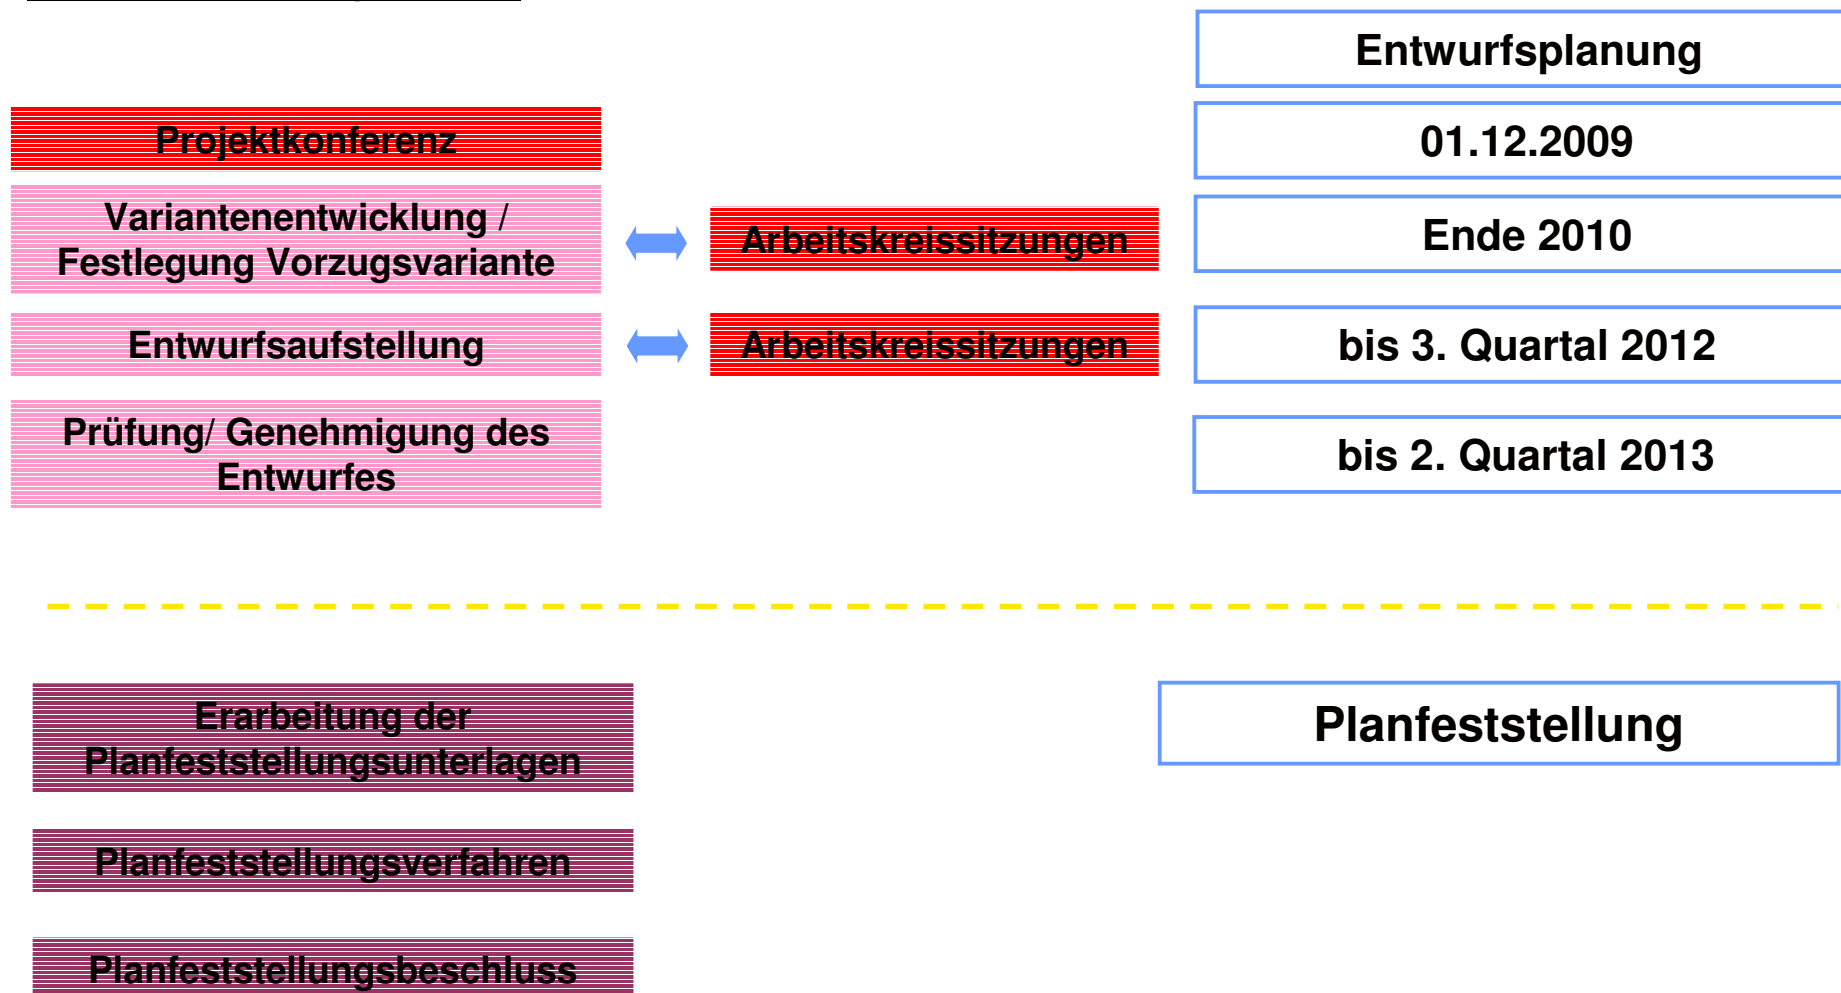 Entwurfsplanung
Projektkonferenz
01.12.2009
Variantenentwicklung /
Festlegung Vorzugsvariante
Arbeitskreissitzungen
Ende 2010
Entwurfsaufstellung
Arbeitskreissitzungen
bis 3. Quartal 2012
Prüfung/ Genehmigung des
Entwurfes
bis 2. Quartal 2013
Erarbeitung der
Planfeststellungsunterlagen
Planfeststellung
Planfeststellungsverfahren
Planfeststellungsbeschluss